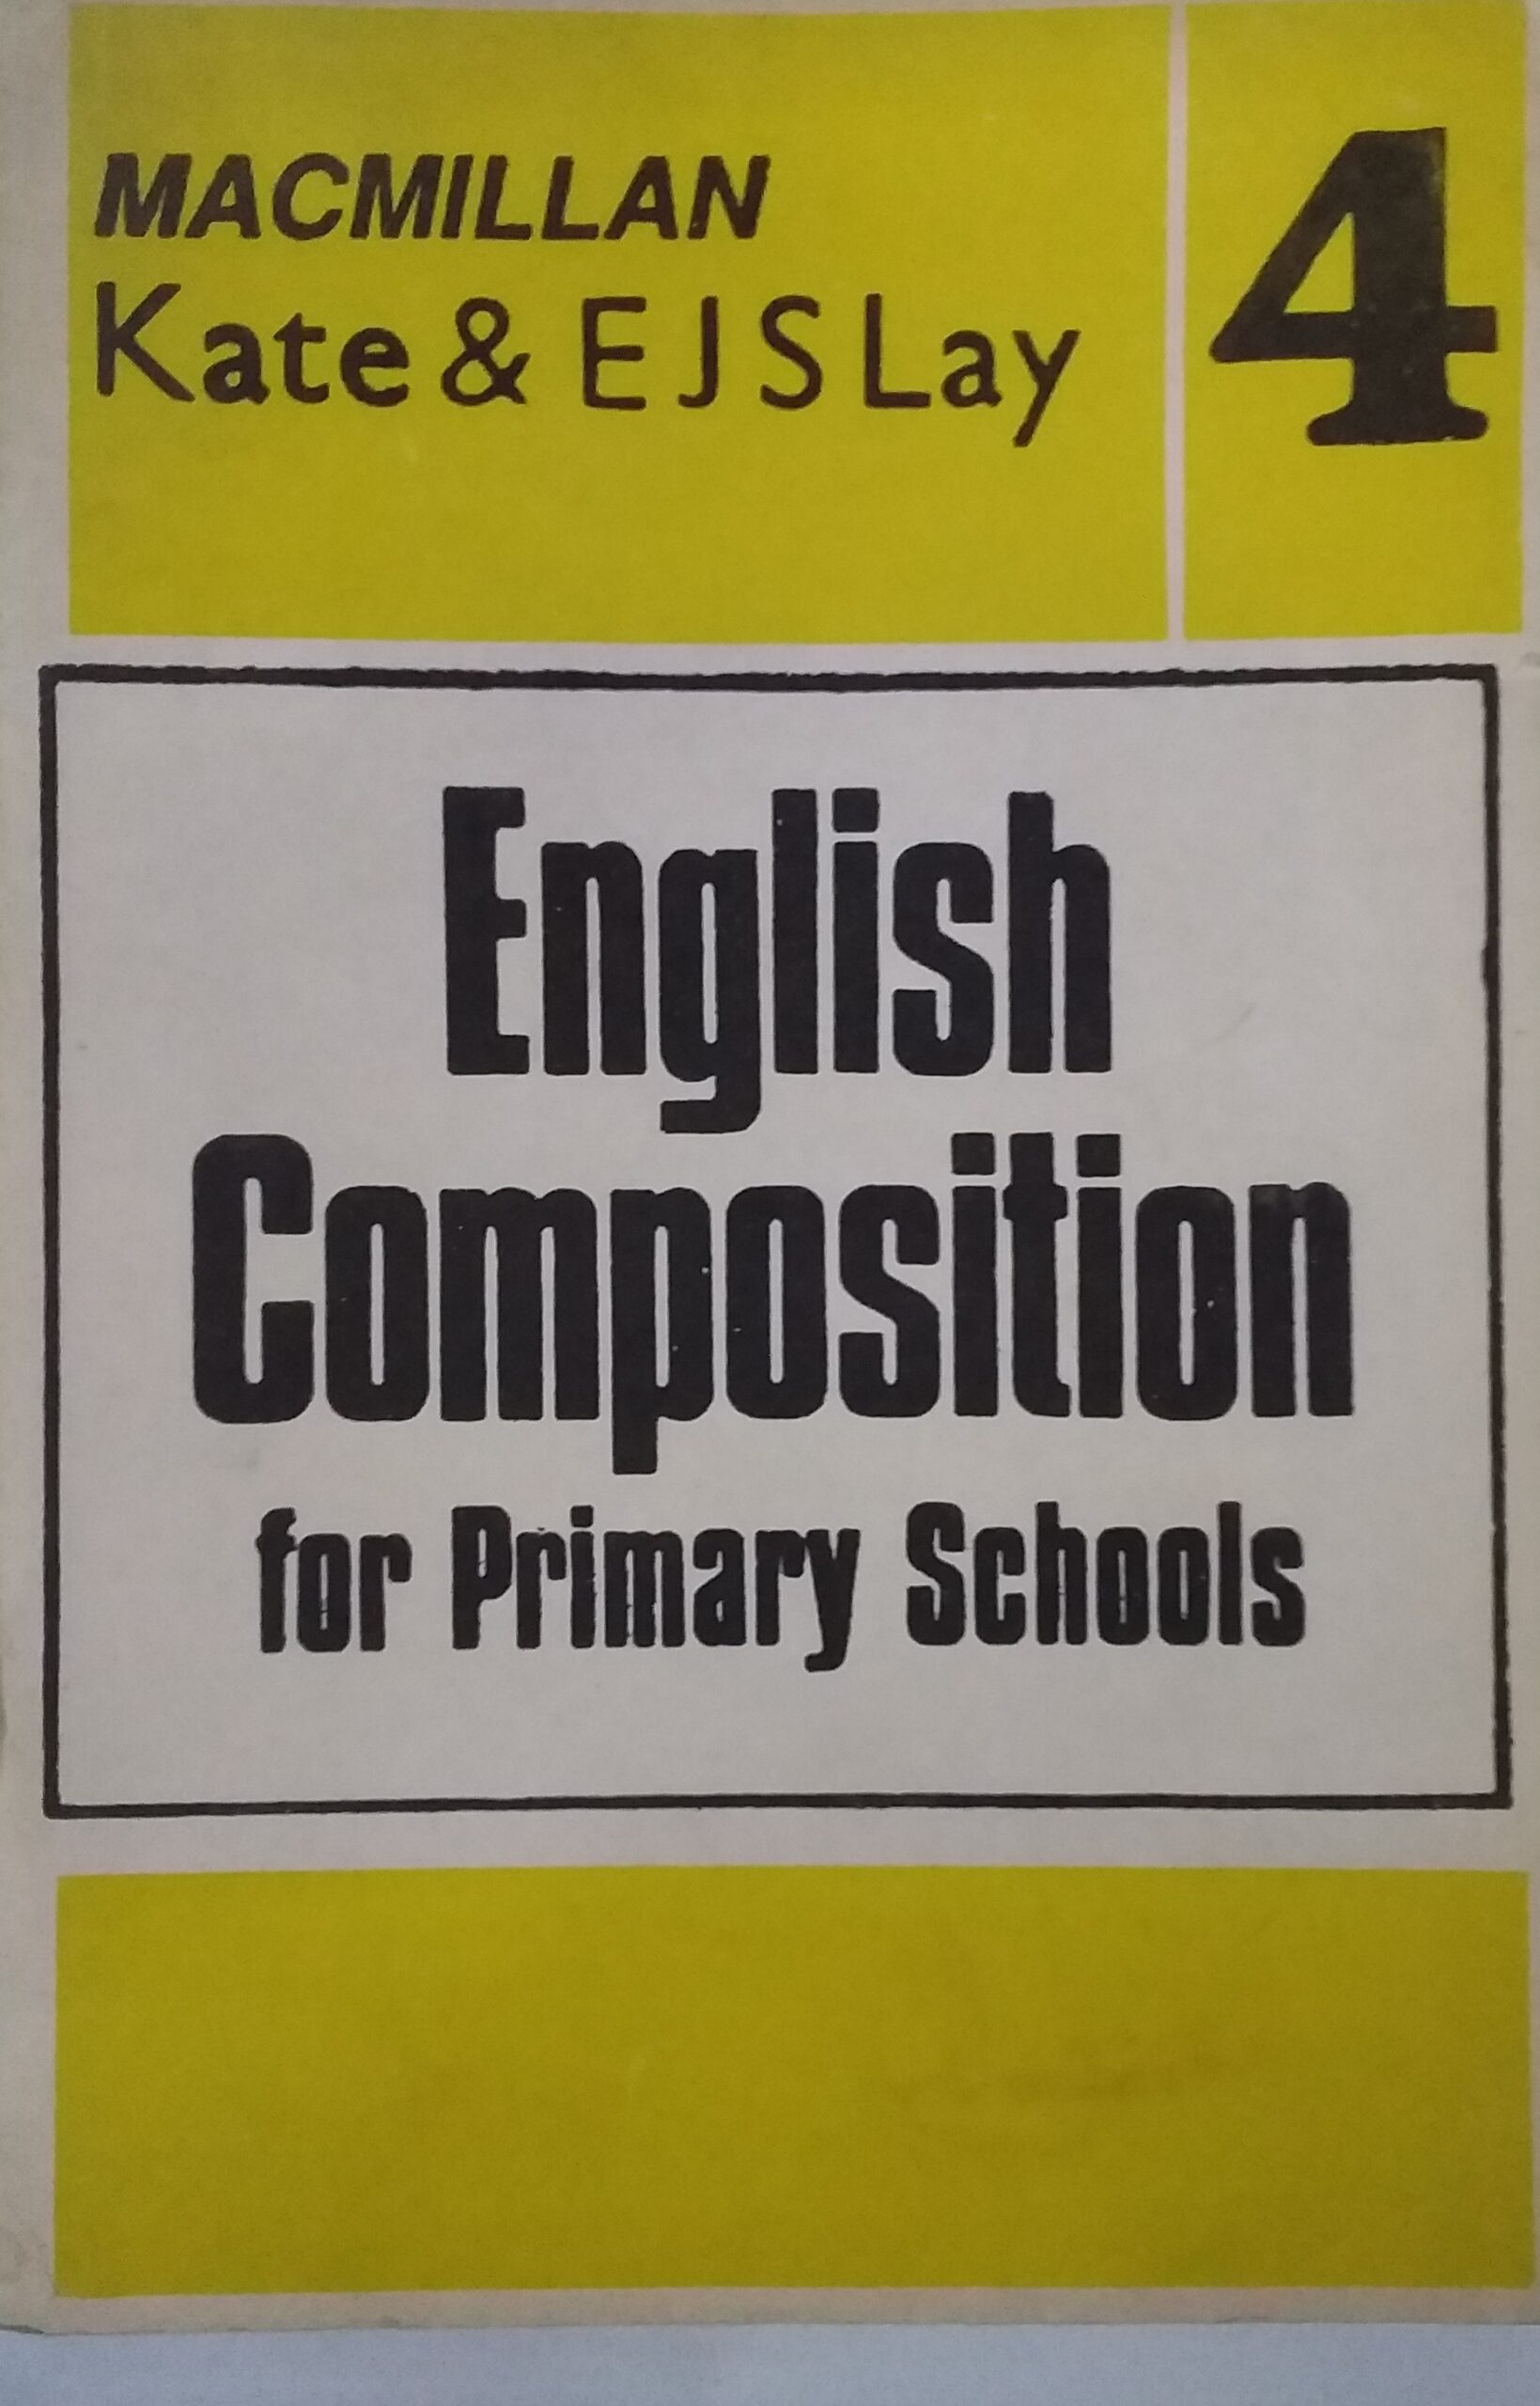 MACMILLAN
Kate & E J S Lay
4
English
Composition
for Primary Schools